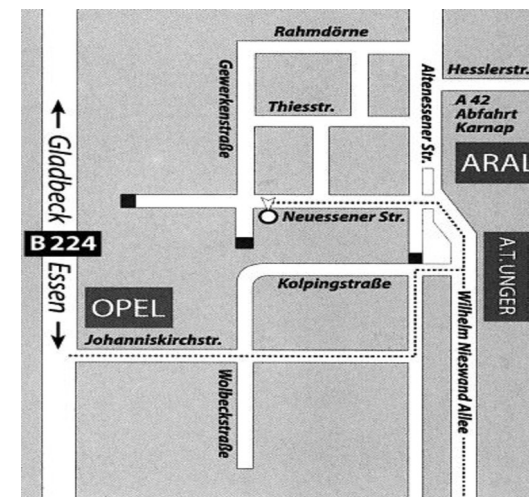 Rahmdörne
Gewerkenstraße
Altenessener Str.
Hesslerstr.
Thiesstr.
A 42
Abfahrt
Karnap
ARAL
Gladbeck
B 224
Essen
Neuessener Str.
A.T.UNGER
Kolpingstraße
OPEL
Johanniskirchstr.
Wilhelm Nieswand Allee
Wolbeckstraße